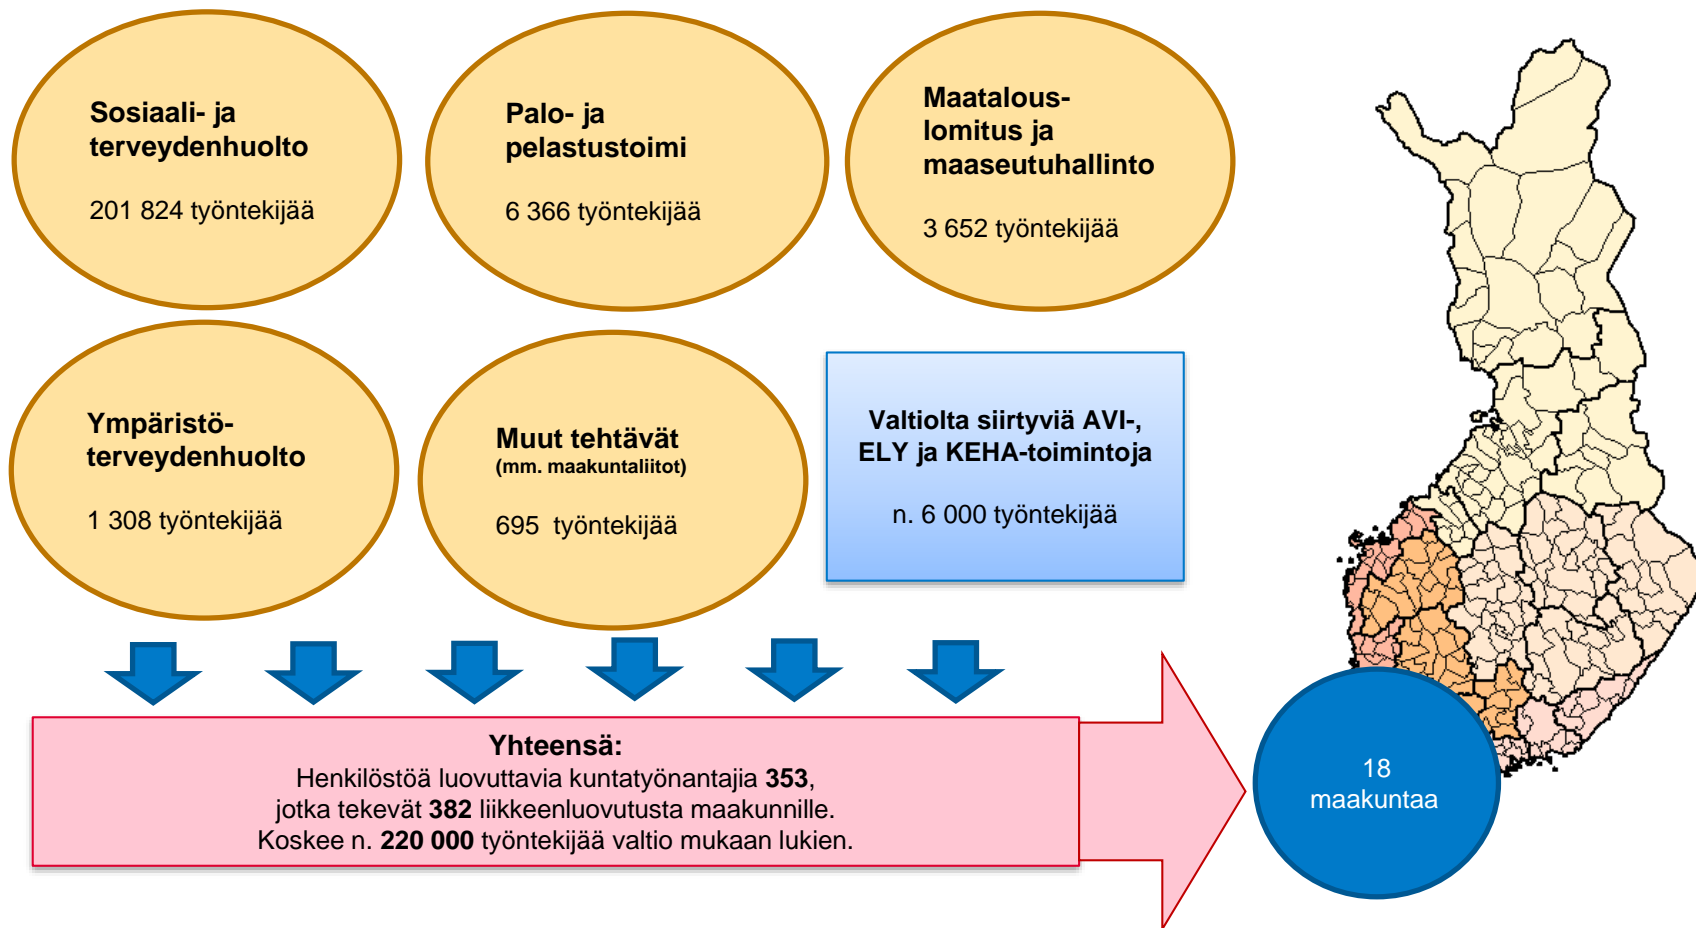 Sosiaali- ja
terveydenhuolto
201 824 työntekijää
Palo- ja
pelastustoimi
6 366 työntekijää
Maatalous-
lomitus ja
maaseutuhallinto
3 652 työntekijää
Ympäristö-
terveydenhuolto
1 308 työntekijää
Muut tehtävät
(mm. maakuntaliitot)
695 työntekijää
Valtiolta siirtyviä AVI-,
ELY ja KEHA-toimintoja
n. 6 000 työntekijää
Yhteensä:
Henkilöstöä luovuttavia kuntatyönantajia 353,
jotka tekevät 382 liikkeenluovutusta maakunnille.
Koskee n. 220 000 työntekijää valtio mukaan lukien.
18
maakuntaa